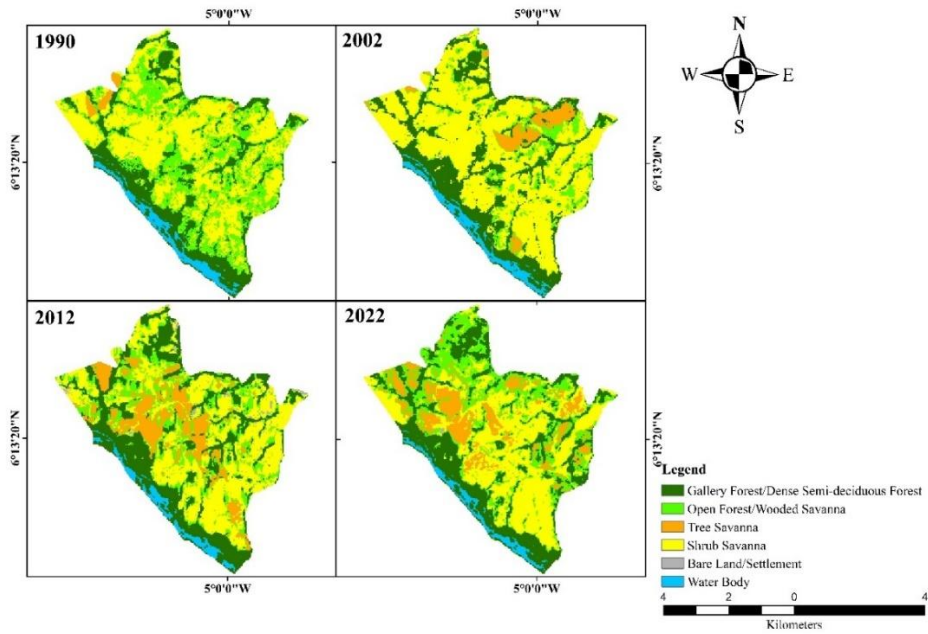 5°0'0"W
5°0'0"W
1990
2002
N
W
E
S
6°13'20"N
6°13'20"N
2012
2022
6°13'20"N
6°13'20"N
Legend
Gallery Forest/Dense Semi-deciduous Forest
Open Forest/Wooded Savanna
Tree Savanna
Shrub Savanna
Bare Land/Settlement
Water Body
5°0'0"W
5°0'0"W
4 2 0 4
Kilometers